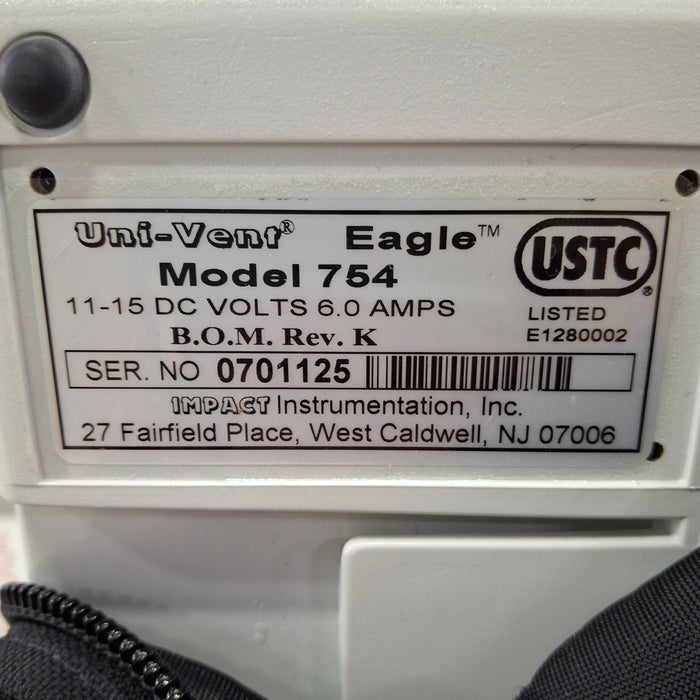 Uni-Vent® Eagle™
USTC®
Model 754
11-15 DC VOLTS 6.0 AMPS
LISTED
B.O.M. Rev. K
E1280002
SER. NO 0701125
IMPACT Instrumentation, Inc.
27 Fairfield Place, West Caldwell, NJ 07006